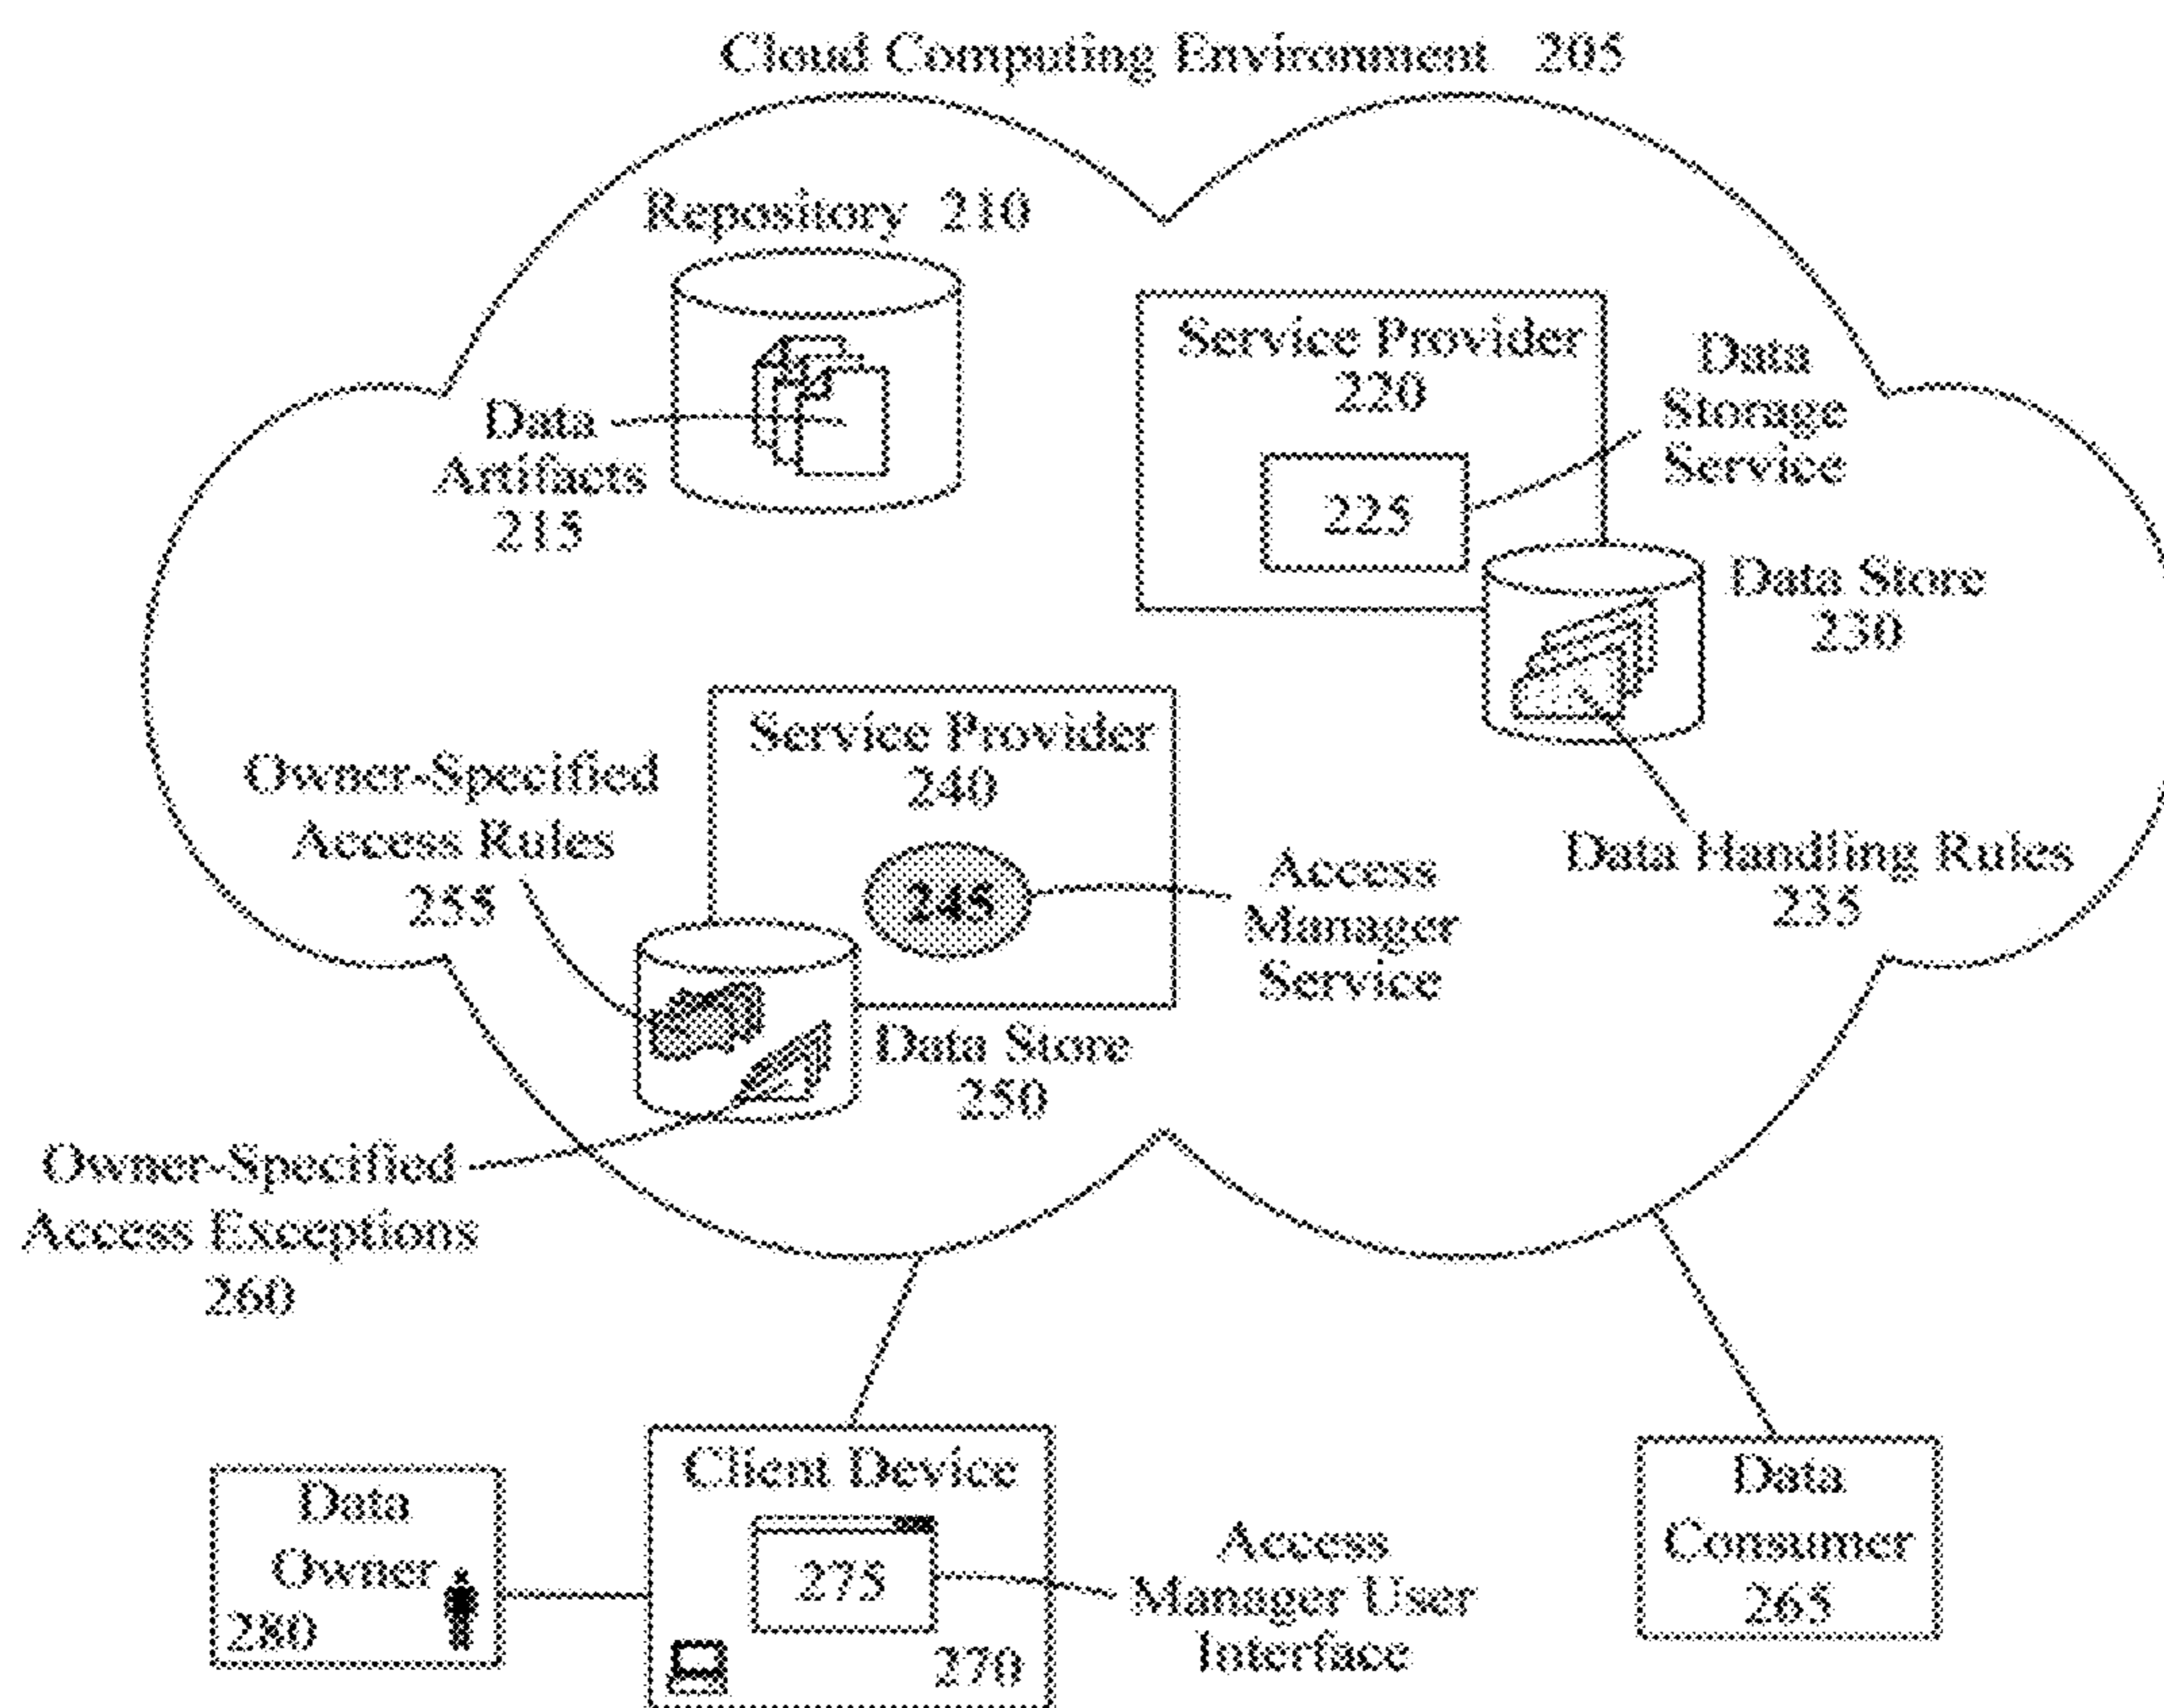 Cloud Computing Environment 205
Repository 210
Data
Artifacts
215
Service Provider
220
225
Data
Storage
Service
Data Store
230
Data Handling Rules
235
Service Provider
240
245
Access
Manager
Service
Owner-Specified
Access Rules
255
Data Store
250
Owner-Specified
Access Exceptions
260
Data
Owner
280
Client Device
275
270
Access
Manager User
Interface
Data
Consumer
265